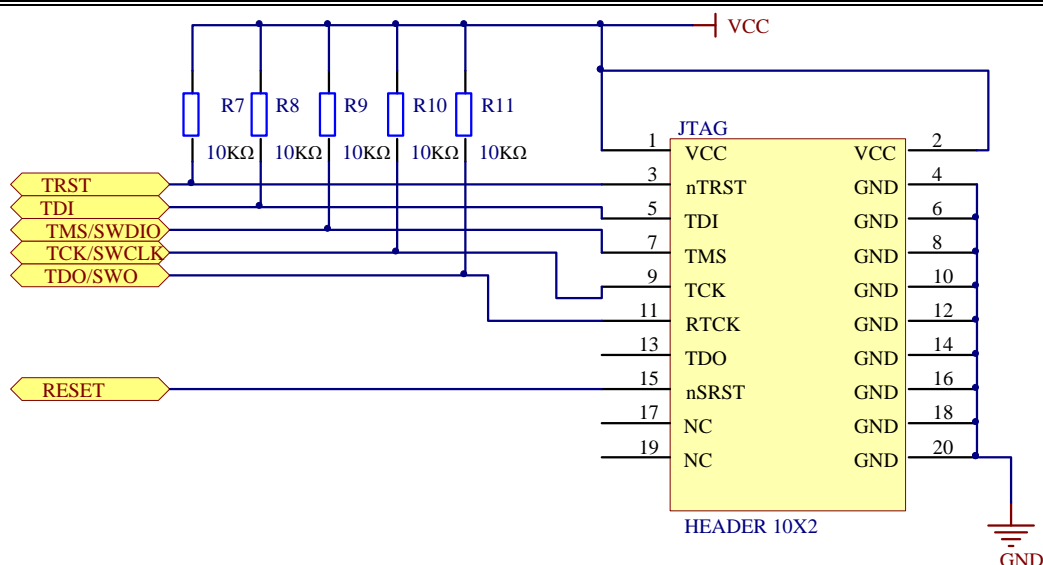 VCC
R7 R8 R9 R10 R11
10KΩ 10KΩ 10KΩ 10KΩ 10KΩ
JTAG
1 VCC VCC 2
TRST 3 nTRST GND 4
TDI 5 TDI GND 6
TMS/SWDIO 7 TMS GND 8
TCK/SWCLK 9 TCK GND 10
TDO/SWO 11 RTCK GND 12
13 TDO GND 14
RESET 15 nSRST GND 16
17 NC GND 18
19 NC GND 20
HEADER 10X2
GND